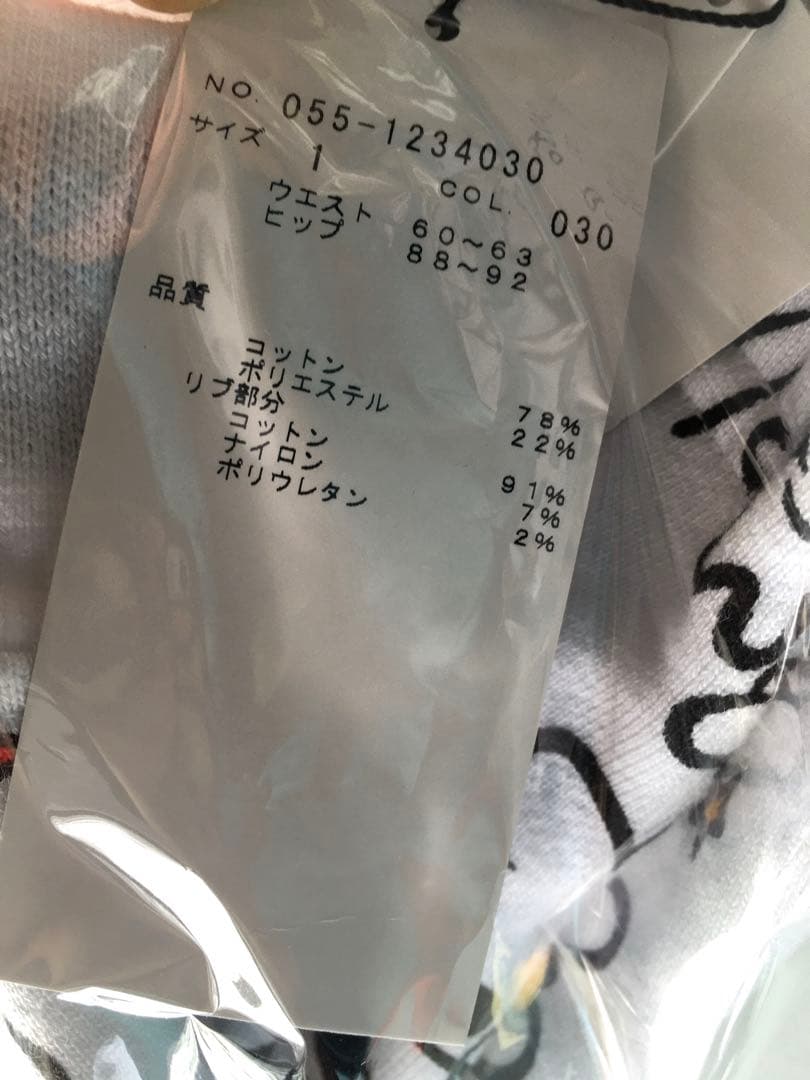 NO. 055-1234030
サイズ 1 COL. 030
ウエスト 60~63
ヒップ 88~92
品質
コットン 78%
ポリエステル 22%
リブ部分
コットン 91%
ナイロン 7%
ポリウレタン 2%